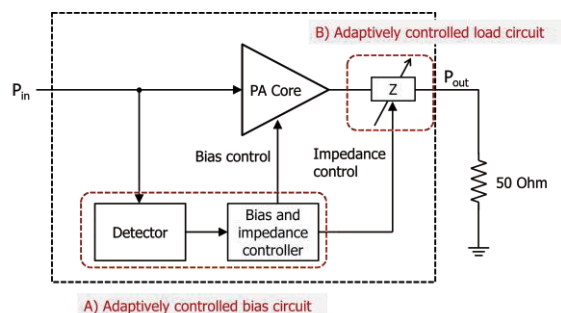 B) Adaptively controlled load circuit
Pin
PA Core
Z
Pout
Bias control
Impedance
control
50 Ohm
Detector
Bias and
impedance
controller
A) Adaptively controlled bias circuit